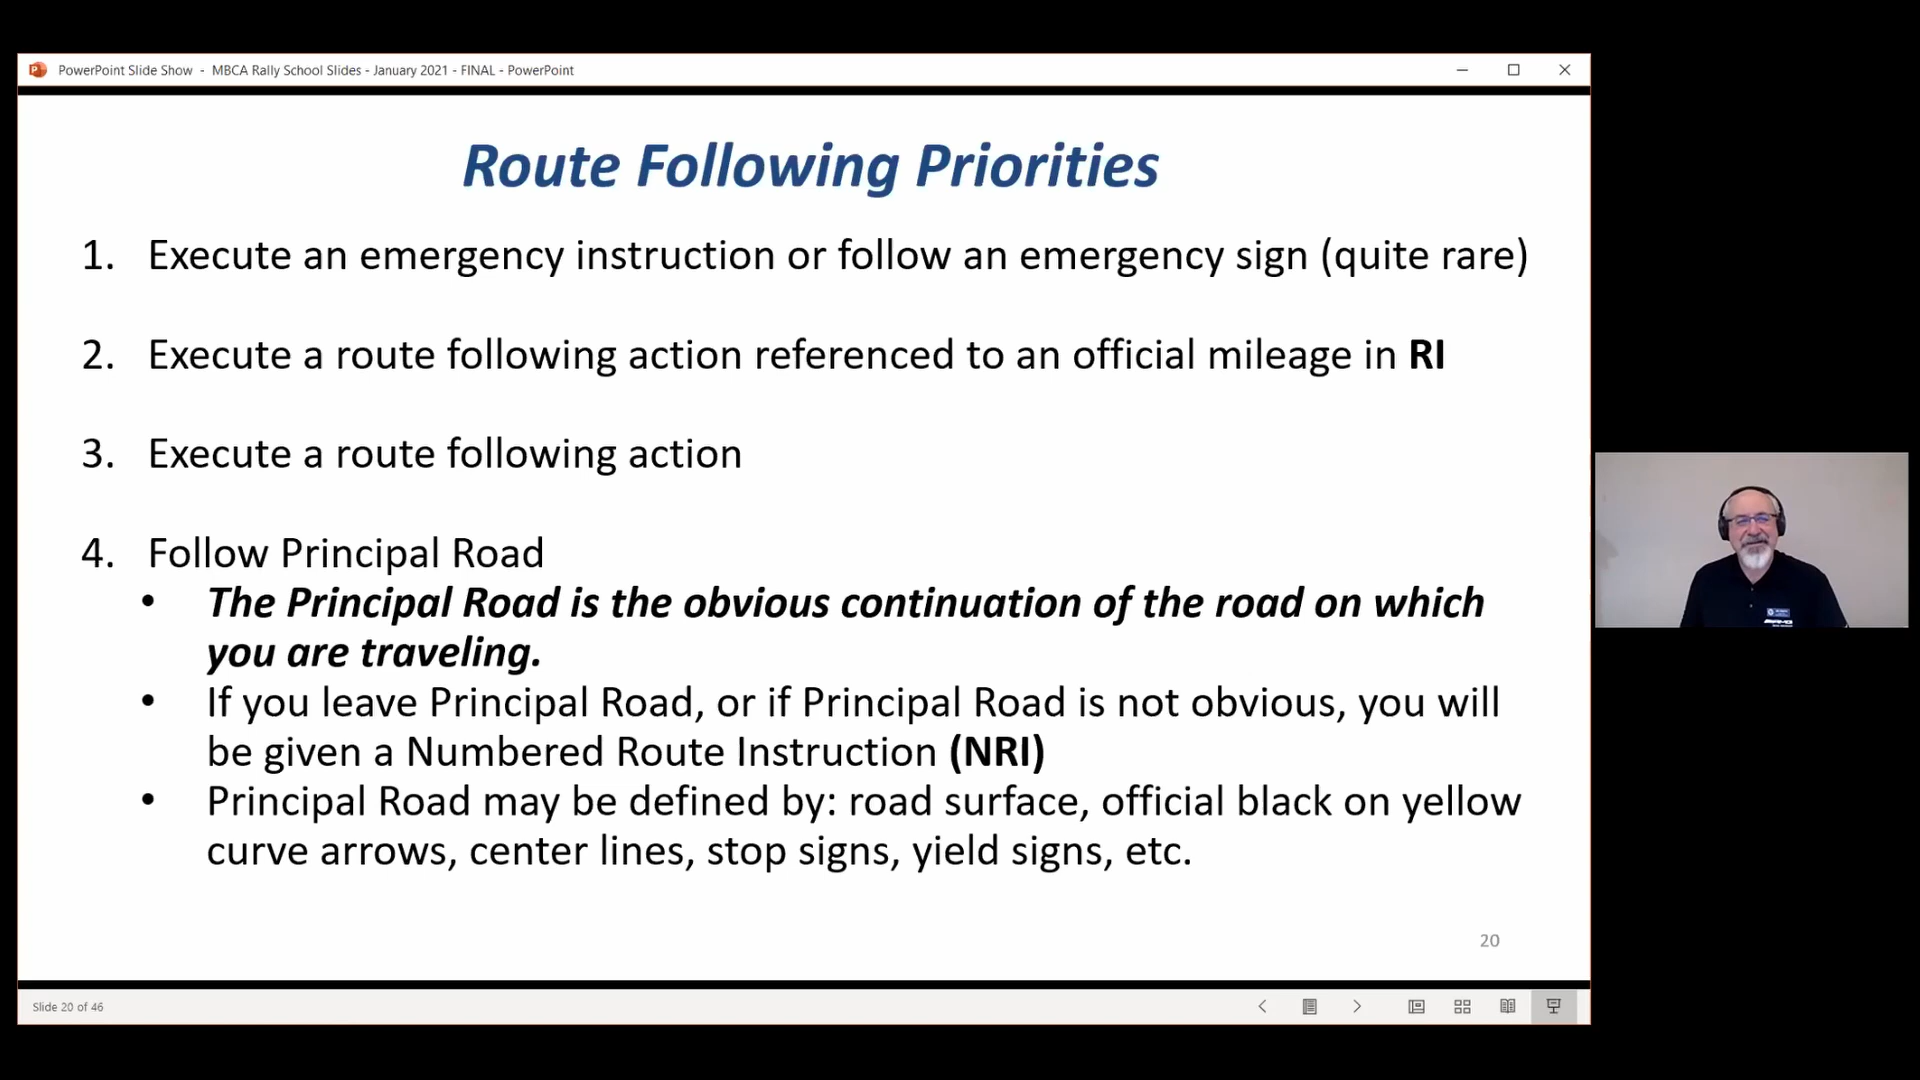 PowerPoint Slide Show - MBCA Rally School Slides - January 2021 - FINAL - PowerPoint
Route Following Priorities
1. Execute an emergency instruction or follow an emergency sign (quite rare)
2. Execute a route following action referenced to an official mileage in RI
3. Execute a route following action
4. Follow Principal Road
• The Principal Road is the obvious continuation of the road on which
you are traveling.
• If you leave Principal Road, or if Principal Road is not obvious, you will
be given a Numbered Route Instruction (NRI)
• Principal Road may be defined by: road surface, official black on yellow
curve arrows, center lines, stop signs, yield signs, etc.
20
Slide 20 of 46